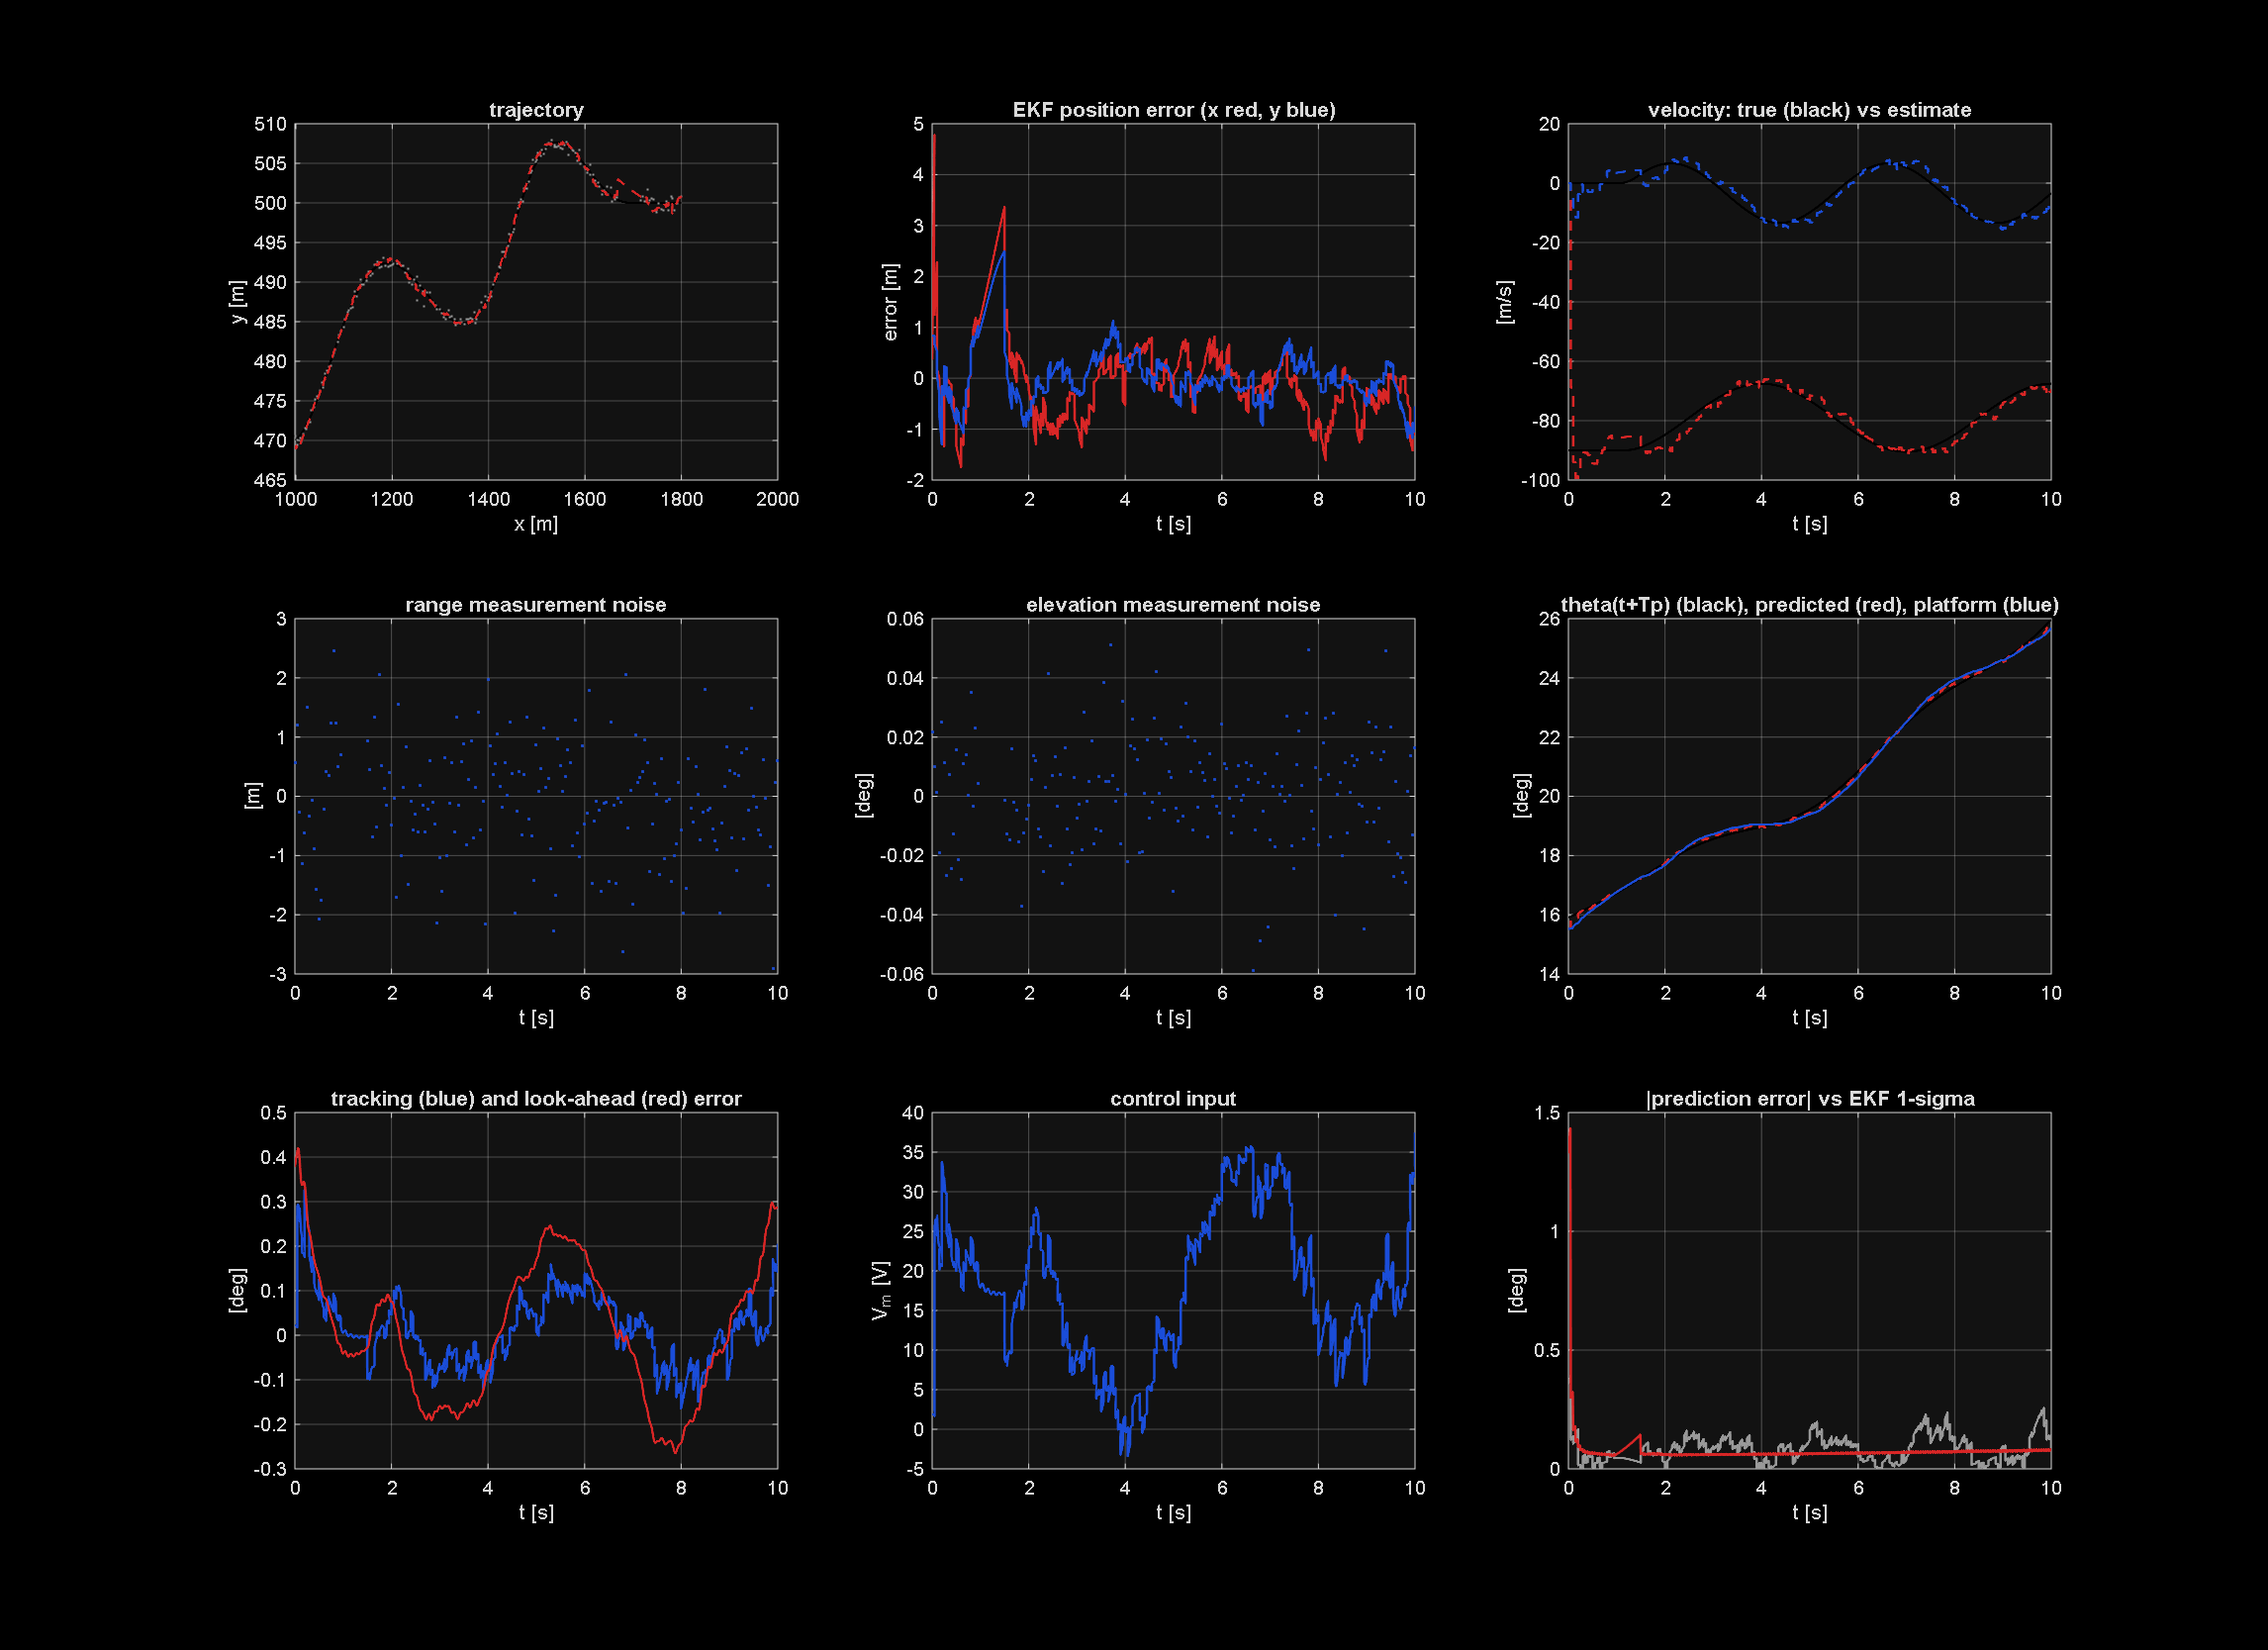 trajectory
510
505
500
495
490
485
480
475
470
465
y [m]
1000 1200 1400 1600 1800 2000
x [m]
EKF position error (x red, y blue)
5
4
3
2
1
0
-1
-2
error [m]
0 2 4 6 8 10
t [s]
velocity: true (black) vs estimate
20
0
-20
-40
-60
-80
-100
[m/s]
0 2 4 6 8 10
t [s]
range measurement noise
3
2
1
0
-1
-2
-3
[m]
0 2 4 6 8 10
t [s]
elevation measurement noise
0.06
0.04
0.02
0
-0.02
-0.04
-0.06
[deg]
0 2 4 6 8 10
t [s]
theta(t+Tp) (black), predicted (red), platform (blue)
26
24
22
20
18
16
14
[deg]
0 2 4 6 8 10
t [s]
tracking (blue) and look-ahead (red) error
0.5
0.4
0.3
0.2
0.1
0
-0.1
-0.2
-0.3
[deg]
0 2 4 6 8 10
t [s]
control input
40
35
30
25
20
15
10
5
0
-5
Vm [V]
0 2 4 6 8 10
t [s]
|prediction error| vs EKF 1-sigma
1.5
1
0.5
0
[deg]
0 2 4 6 8 10
t [s]